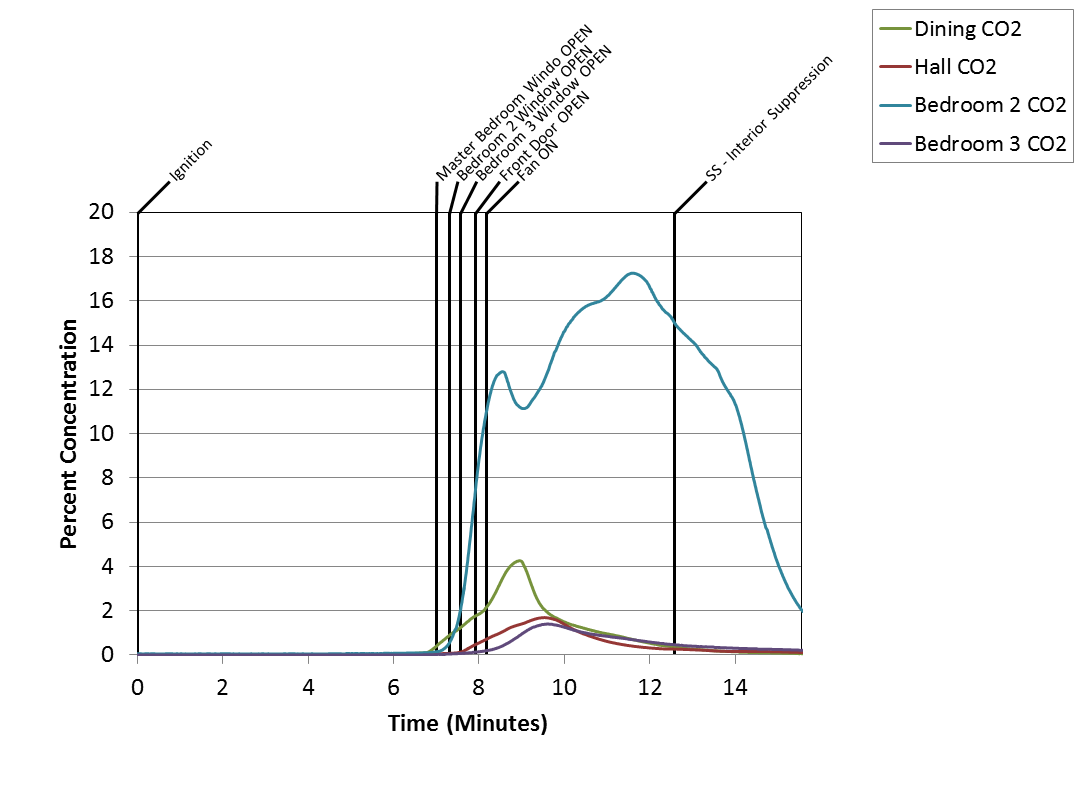 Dining CO2
Hall CO2
Bedroom 2 CO2
Bedroom 3 CO2
Ignition
Master Bedroom Windo OPEN
Bedroom 2 Window OPEN
Bedroom 3 Window OPEN
Front Door OPEN
Fan ON
SS - Interior Suppression
Percent Concentration
20
18
16
14
12
10
8
6
4
2
0
0 2 4 6 8 10 12 14
Time (Minutes)